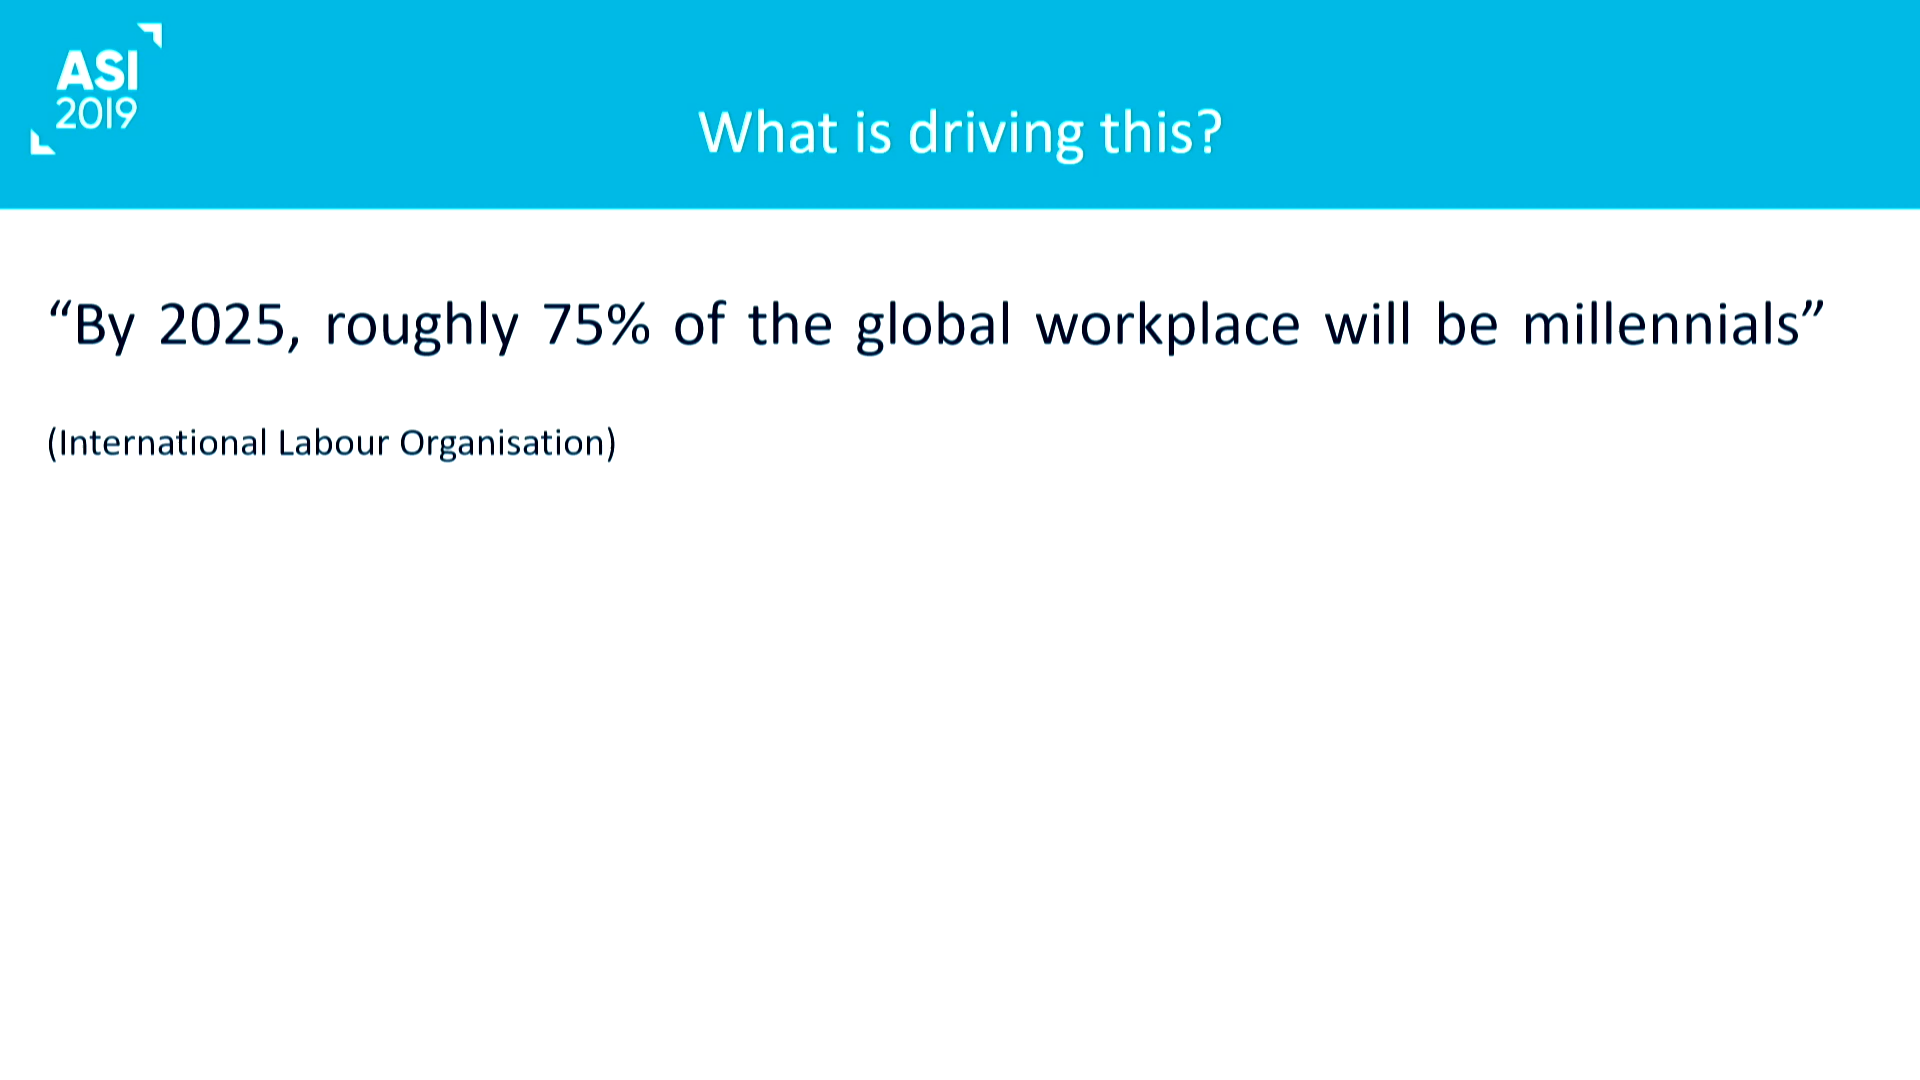 ASI
2019
What is driving this?
“By 2025, roughly 75% of the global workplace will be millennials”
(International Labour Organisation)